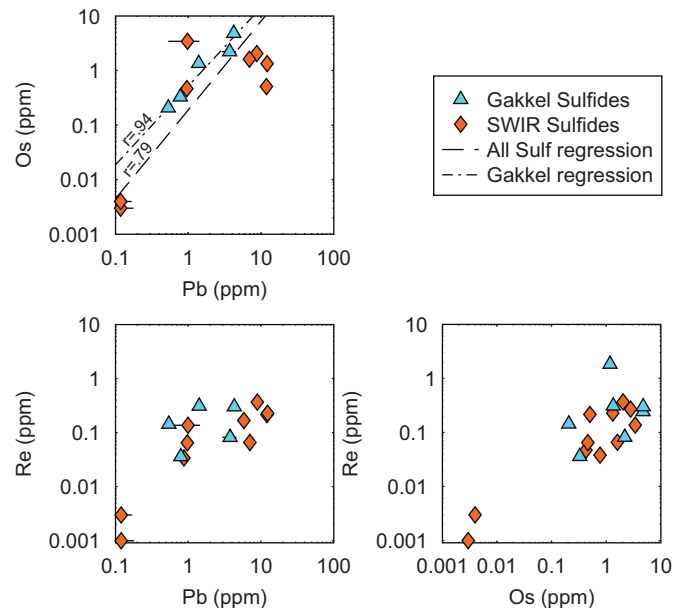 10
1
0.1
0.01
0.001
Os (ppm)
r=.94
r=.79
0.1 1 10 100
Pb (ppm)
Gakkel Sulfides
SWIR Sulfides
All Sulf regression
Gakkel regression
10
1
0.1
0.01
0.001
Re (ppm)
0.1 1 10 100
Pb (ppm)
10
1
0.1
0.01
0.001
Re (ppm)
0.001 0.01 0.1 1 10
Os (ppm)